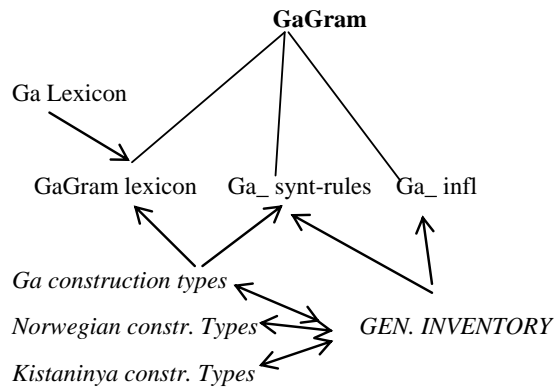 GaGram
Ga Lexicon
GaGram lexicon Ga_ synt-rules Ga_ infl
Ga construction types
Norwegian constr. Types GEN. INVENTORY
Kistaninya constr. Types